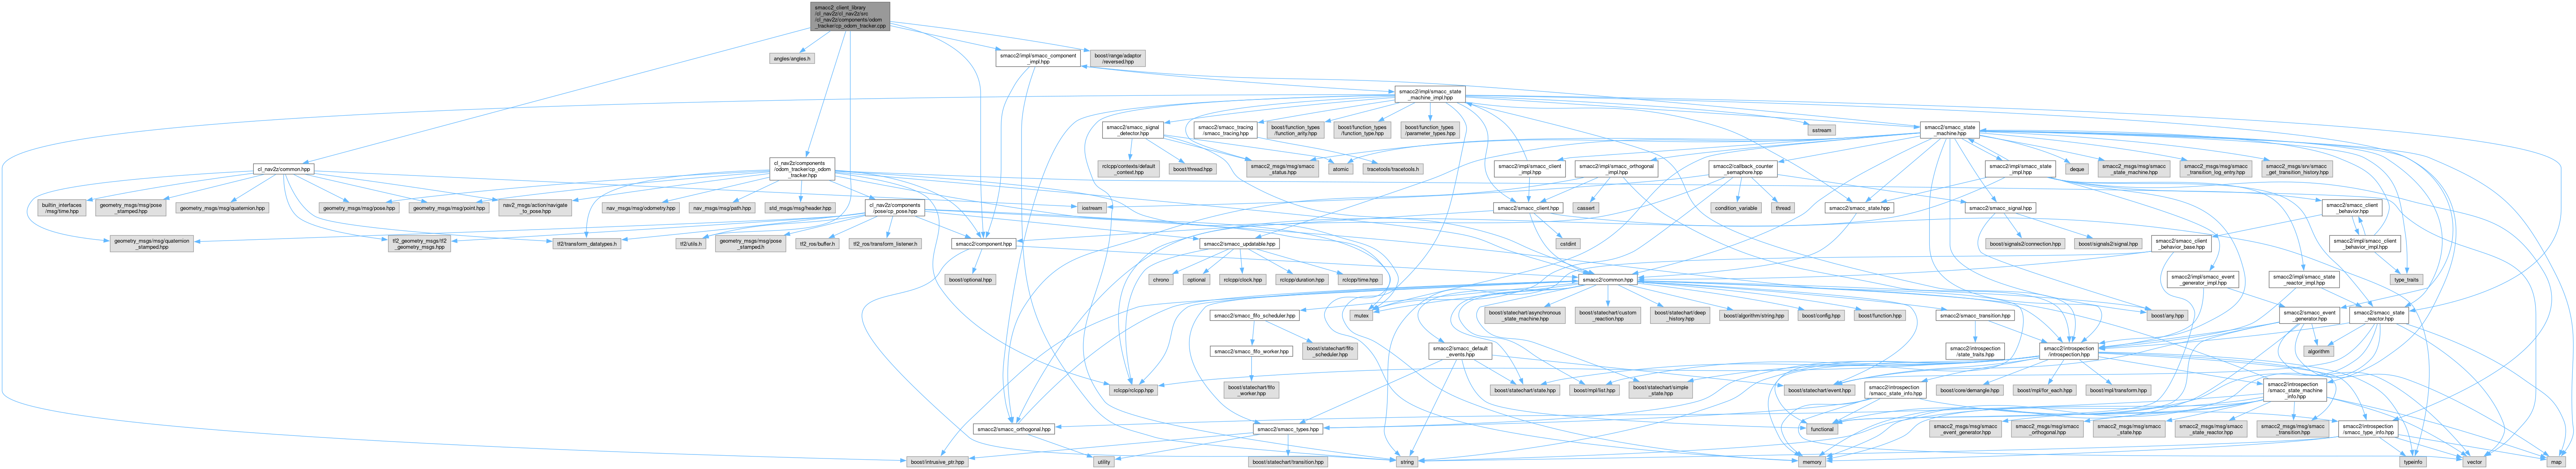 smacc2_client_library
/cl_nav2z/cl_nav2z/src
/cl_nav2z/components/odom
_tracker/cp_odom_tracker.cpp
angles/angles.h
smacc2/impl/smacc_component
_impl.hpp
boost/range/adaptor
/reversed.hpp
smacc2/impl/smacc_state
_machine_impl.hpp
smacc2/smacc_signal
_detector.hpp
smacc2/smacc_tracing
/smacc_tracing.hpp
boost/function_types
/function_arity.hpp
boost/function_types
/function_type.hpp
boost/function_types
/parameter_types.hpp
sstream
smacc2/smacc_state
_machine.hpp
cl_nav2z/common.hpp
cl_nav2z/components
/odom_tracker/cp_odom
_tracker.hpp
rclcpp/contexts/default
_context.hpp
boost/thread.hpp
smacc2_msgs/msg/smacc
_status.hpp
atomic
tracetools/tracetools.h
smacc2/impl/smacc_client
_impl.hpp
smacc2/impl/smacc_orthogonal
_impl.hpp
smacc2/callback_counter
_semaphore.hpp
smacc2/impl/smacc_state
_impl.hpp
deque
smacc2_msgs/msg/smacc
_state_machine.hpp
smacc2_msgs/msg/smacc
_transition_log_entry.hpp
smacc2_msgs/srv/smacc
_get_transition_history.hpp
builtin_interfaces
/msg/time.hpp
geometry_msgs/msg/pose
_stamped.hpp
geometry_msgs/msg/quaternion.hpp
geometry_msgs/msg/pose.hpp
geometry_msgs/msg/point.hpp
nav2_msgs/action/navigate
_to_pose.hpp
nav_msgs/msg/odometry.hpp
nav_msgs/msg/path.hpp
std_msgs/msg/header.hpp
cl_nav2z/components
/pose/cp_pose.hpp
iostream
smacc2/smacc_client.hpp
cassert
condition_variable
thread
smacc2/smacc_state.hpp
smacc2/smacc_signal.hpp
smacc2/smacc_client
_behavior.hpp
geometry_msgs/msg/quaternion
_stamped.hpp
tf2_geometry_msgs/tf2
_geometry_msgs.hpp
tf2/transform_datatypes.h
tf2/utils.h
geometry_msgs/msg/pose
_stamped.h
tf2_ros/buffer.h
tf2_ros/transform_listener.h
smacc2/component.hpp
smacc2/smacc_updatable.hpp
cstdint
boost/signals2/connection.hpp
boost/signals2/signal.hpp
smacc2/smacc_client
_behavior_base.hpp
smacc2/impl/smacc_client
_behavior_impl.hpp
boost/optional.hpp
chrono
optional
rclcpp/clock.hpp
rclcpp/duration.hpp
rclcpp/time.hpp
smacc2/common.hpp
smacc2/impl/smacc_event
_generator_impl.hpp
smacc2/impl/smacc_state
_reactor_impl.hpp
type_traits
smacc2/smacc_fifo_scheduler.hpp
mutex
boost/statechart/asynchronous
_state_machine.hpp
boost/statechart/custom
_reaction.hpp
boost/statechart/deep
_history.hpp
boost/algorithm/string.hpp
boost/config.hpp
boost/function.hpp
smacc2/smacc_transition.hpp
boost/any.hpp
smacc2/smacc_event
_generator.hpp
smacc2/smacc_state
_reactor.hpp
smacc2/smacc_fifo_worker.hpp
boost/statechart/fifo
_scheduler.hpp
smacc2/smacc_default
_events.hpp
smacc2/introspection
/state_traits.hpp
smacc2/introspection
/introspection.hpp
algorithm
rclcpp/rclcpp.hpp
boost/statechart/fifo
_worker.hpp
boost/statechart/state.hpp
boost/mpl/list.hpp
boost/statechart/simple
_state.hpp
boost/statechart/event.hpp
smacc2/introspection
/smacc_state_info.hpp
boost/core/demangle.hpp
boost/mpl/for_each.hpp
boost/mpl/transform.hpp
smacc2/introspection
/smacc_state_machine
_info.hpp
smacc2/smacc_orthogonal.hpp
smacc2/smacc_types.hpp
functional
smacc2_msgs/msg/smacc
_event_generator.hpp
smacc2_msgs/msg/smacc
_orthogonal.hpp
smacc2_msgs/msg/smacc
_state.hpp
smacc2_msgs/msg/smacc
_state_reactor.hpp
smacc2_msgs/msg/smacc
_transition.hpp
smacc2/introspection
/smacc_type_info.hpp
boost/intrusive_ptr.hpp
utility
boost/statechart/transition.hpp
string
memory
typeinfo
vector
map